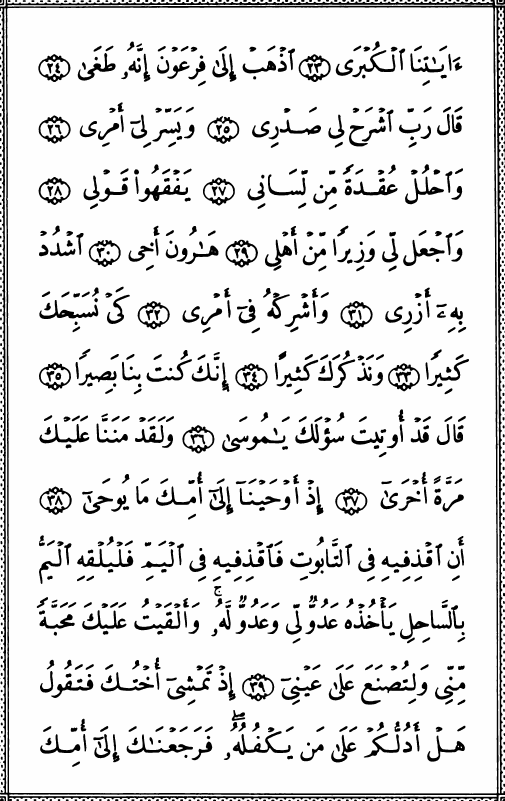 ءَايَٰتِنَا ٱلۡكُبۡرَى ٢٣ ٱذۡهَبۡ إِلَىٰ فِرۡعَوۡنَ إِنَّهُۥ طَغَىٰ ٢٤
قَالَ رَبِّ ٱشۡرَحۡ لِي صَدۡرِي ٢٥ وَيَسِّرۡ لِيٓ أَمۡرِي ٢٦
وَٱحۡلُلۡ عُقۡدَةٗ مِّن لِّسَانِي ٢٧ يَفۡقَهُواْ قَوۡلِي ٢٨
وَٱجۡعَل لِّي وَزِيرٗا مِّنۡ أَهۡلِي ٢٩ هَٰرُونَ أَخِي ٣٠ ٱشۡدُدۡ
بِهِۦٓ أَزۡرِي ٣١ وَأَشۡرِكۡهُ فِيٓ أَمۡرِي ٣٢ كَيۡ نُسَبِّحَكَ
كَثِيرٗا ٣٣ وَنَذۡكُرَكَ كَثِيرًا ٣٤ إِنَّكَ كُنتَ بِنَا بَصِيرٗا ٣٥
قَالَ قَدۡ أُوتِيتَ سُؤۡلَكَ يَٰمُوسَىٰ ٣٦ وَلَقَدۡ مَنَنَّا عَلَيۡكَ
مَرَّةً أُخۡرَىٰٓ ٣٧ إِذۡ أَوۡحَيۡنَآ إِلَىٰٓ أُمِّكَ مَا يُوحَىٰٓ ٣٨
أَنِ ٱقۡذِفِيهِ فِي ٱلتَّابُوتِ فَٱقۡذِفِيهِ فِي ٱلۡيَمِّ فَلۡيُلۡقِهِ ٱلۡيَمُّ
بِٱلسَّاحِلِ يَأۡخُذۡهُ عَدُوّٞ لِّي وَعَدُوّٞ لَّهُۥۚ وَأَلۡقَيۡتُ عَلَيۡكَ مَحَبَّةٗ
مِّنِّي وَلِتُصۡنَعَ عَلَىٰ عَيۡنِيٓ ٣٩ إِذۡ تَمۡشِيٓ أُخۡتُكَ فَتَقُولُ
هَلۡ أَدُلُّكُمۡ عَلَىٰ مَن يَكۡفُلُهُۥۖ فَرَجَعۡنَٰكَ إِلَىٰٓ أُمِّكَ